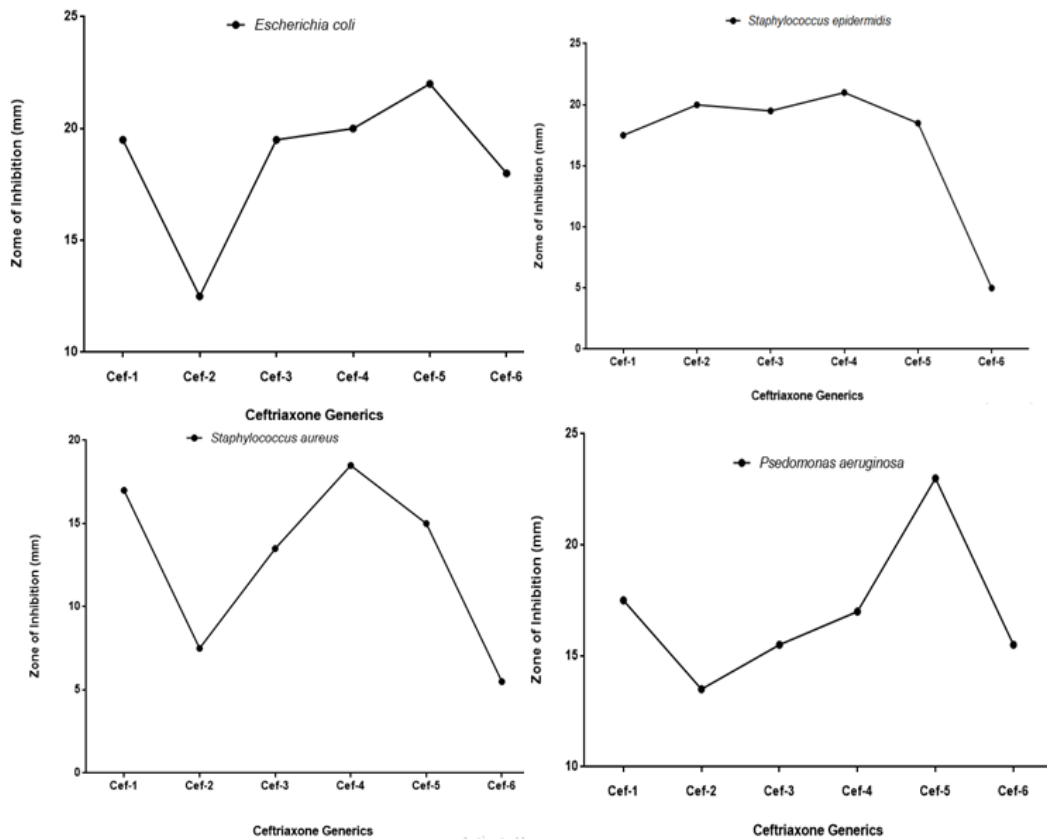 Escherichia coli
Zome of Inhibition (mm)
25
20
15
10
Cef-1 Cef-2 Cef-3 Cef-4 Cef-5 Cef-6
Ceftriaxone Generics
Staphylococcus epidermidis
Zome of Inhibition (mm)
25
20
15
10
5
0
Cef-1 Cef-2 Cef-3 Cef-4 Cef-5 Cef-6
Ceftriaxone Generics
Staphylococcus aureus
Zone of Inhibition (mm)
20
15
10
5
0
Cef-1 Cef-2 Cef-3 Cef-4 Cef-5 Cef-6
Ceftriaxone Generics
Psedomonas aeruginosa
Zone of Inhibition (mm)
25
20
15
10
Cef-1 Cef-2 Cef-3 Cef-4 Cef-5 Cef-6
Ceftriaxone Generics